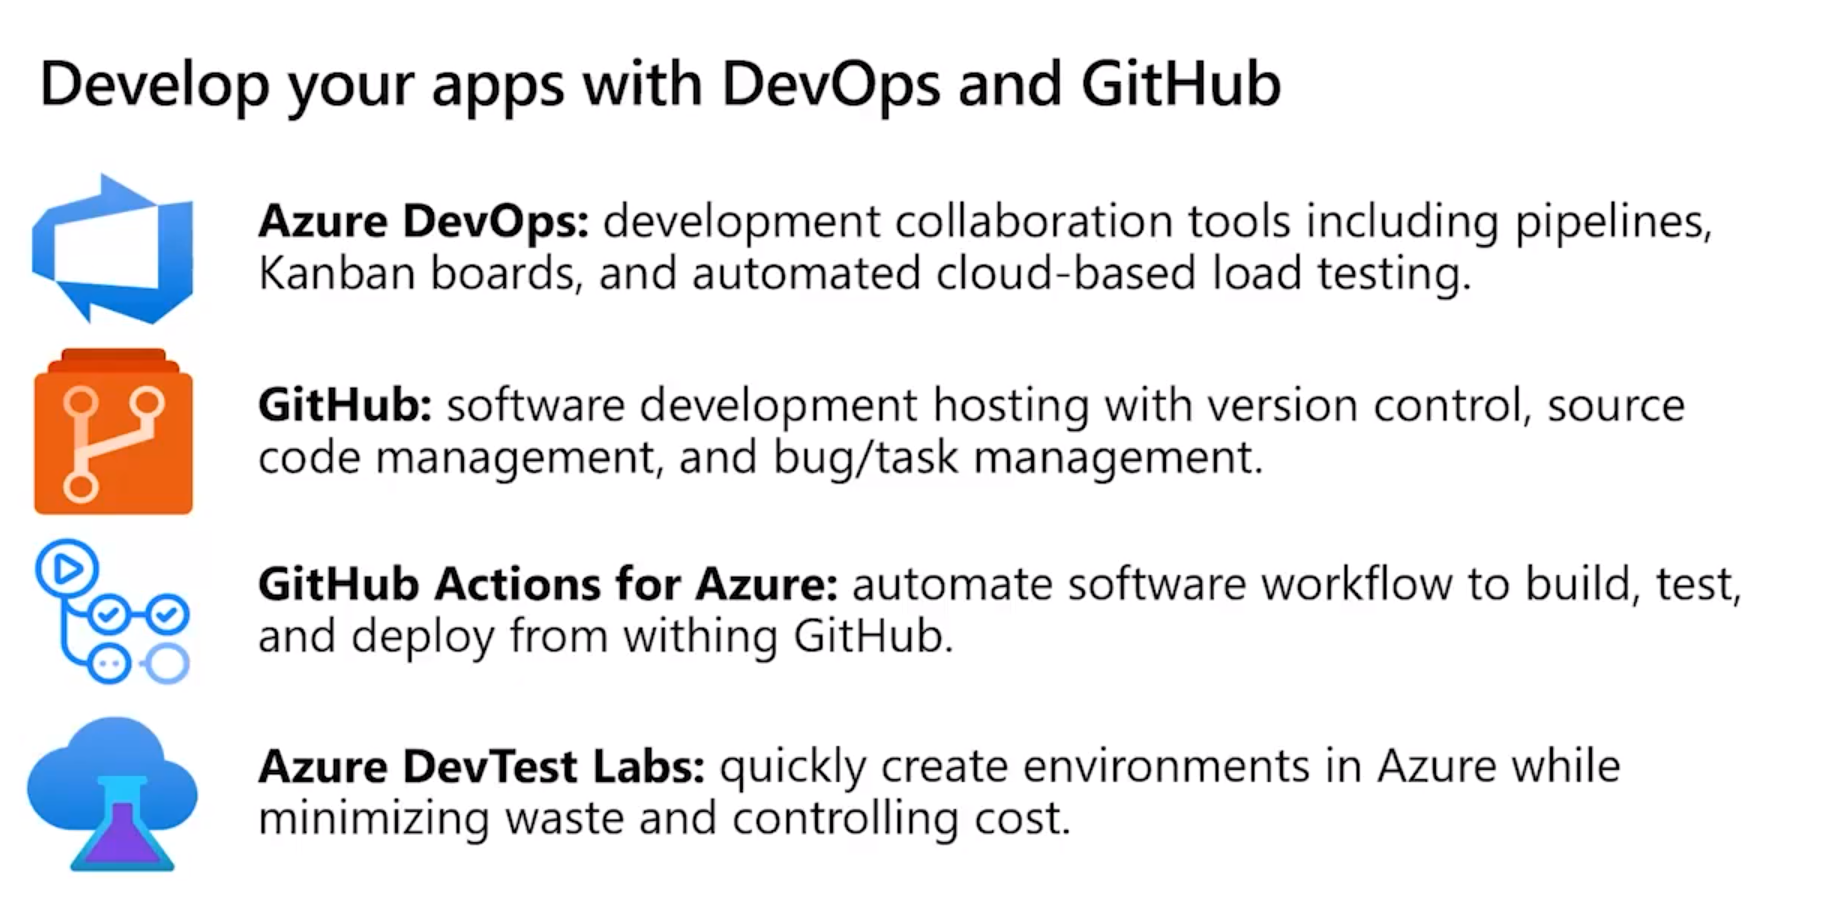 Develop your apps with DevOps and GitHub
Azure DevOps: development collaboration tools including pipelines,
Kanban boards, and automated cloud-based load testing.
GitHub: software development hosting with version control, source
code management, and bug/task management.
GitHub Actions for Azure: automate software workflow to build, test,
and deploy from withing GitHub.
Azure DevTest Labs: quickly create environments in Azure while
minimizing waste and controlling cost.